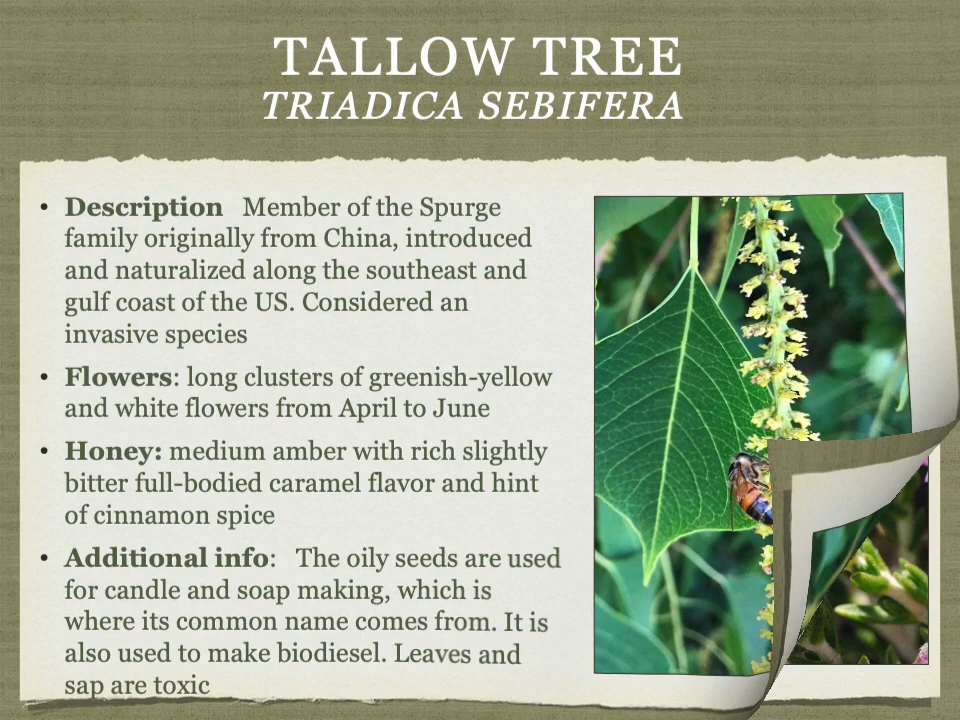 TALLOW TREE
TRIADICA SEBIFERA
• Description Member of the Spurge
family originally from China, introduced
and naturalized along the southeast and
gulf coast of the US. Considered an
invasive species
• Flowers: long clusters of greenish-yellow
and white flowers from April to June
• Honey: medium amber with rich slightly
bitter full-bodied caramel flavor and hint
of cinnamon spice
• Additional info: The oily seeds are used
for candle and soap making, which is
where its common name comes from. It is
also used to make biodiesel. Leaves and
sap are toxic